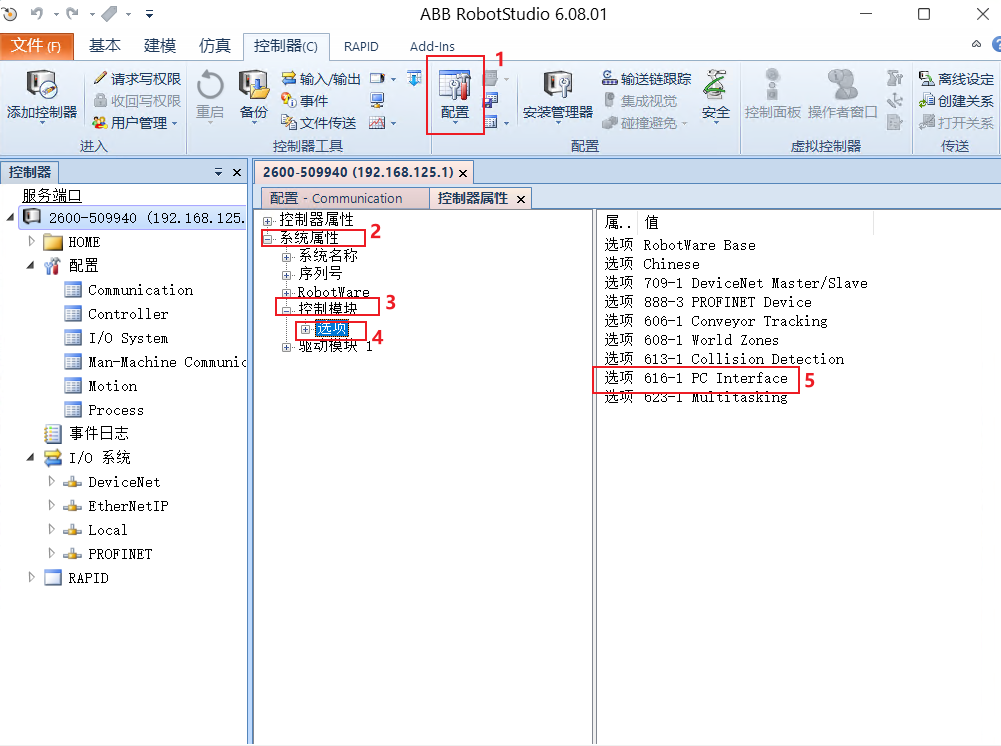 ABB RobotStudio 6.08.01
文件 (F) 基本 建模 仿真 控制器(C) RAPID Add-Ins 1
请求写权限 输入/输出 输送链跟踪 离线设定
收回写权限 事件 集成视觉 创建关系
添加控制器 重启 备份 配置 安装管理器 安全 控制面板 操作者窗口
用户管理 文件传送 碰撞避免 打开关系
进入 控制器工具 配置 虚拟控制器 传送
控制器 2600-509940 (192.168.125.1)
服务端口 配置 - Communication 控制器属性
2600-509940 (192.168.125.
HOME
配置
Communication
Controller
I/O System
Man-Machine Communic
Motion
Process
事件日志
I/O 系统
DeviceNet
EtherNetIP
Local
PROFINET
RAPID
控制器属性
系统属性 2
系统名称
序列号
RobotWare
控制模块 3
选项 4
驱动模块 1
属.. 值
选项 RobotWare Base
选项 Chinese
选项 709-1 DeviceNet Master/Slave
选项 888-3 PROFINET Device
选项 606-1 Conveyor Tracking
选项 608-1 World Zones
选项 613-1 Collision Detection
选项 616-1 PC Interface 5
选项 623-1 Multitasking